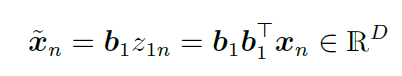 x̃ₙ = b₁z₁ₙ = b₁b₁ᵀxₙ ∈ ℝᴰ